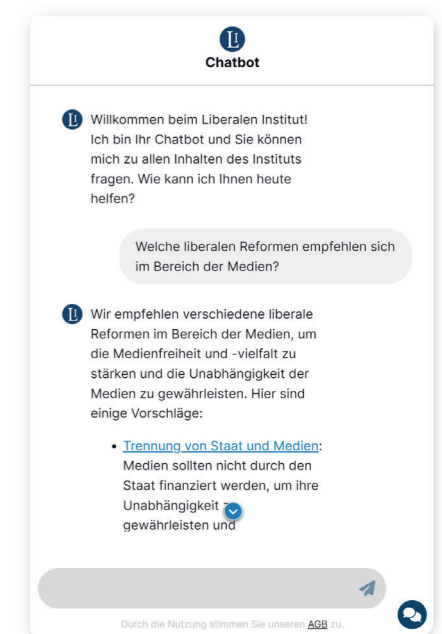 LI
Chatbot
LI
Willkommen beim Liberalen Institut!
Ich bin Ihr Chatbot und Sie können
mich zu allen Inhalten des Instituts
fragen. Wie kann ich Ihnen heute
helfen?
Welche liberalen Reformen empfehlen sich
im Bereich der Medien?
LI
Wir empfehlen verschiedene liberale
Reformen im Bereich der Medien, um
die Medienfreiheit und -vielfalt zu
stärken und die Unabhängigkeit der
Medien zu gewährleisten. Hier sind
einige Vorschläge:
• Trennung von Staat und Medien:
Medien sollten nicht durch den
Staat finanziert werden, um ihre
Unabhängigkeit
gewährleisten und
Durch die Nutzung stimmen Sie unseren AGB zu.